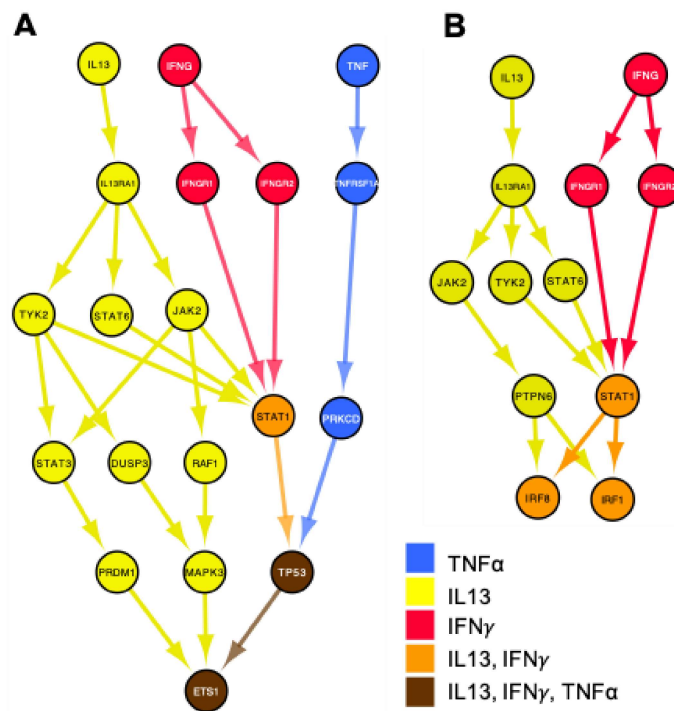 A
IL13
IFNG
TNF
IL13RA1
IFNGR1
IFNGR2
TNFRSF1A
TYK2
STAT6
JAK2
STAT1
PRKCD
STAT3
DUSP3
RAF1
PRDM1
MAPK3
TP53
ETS1
B
IL13
IFNG
IL13RA1
IFNGR1
IFNGR2
JAK2
TYK2
STAT6
PTPN6
STAT1
IRF8
IRF1
TNFα
IL13
IFNγ
IL13, IFNγ
IL13, IFNγ, TNFα